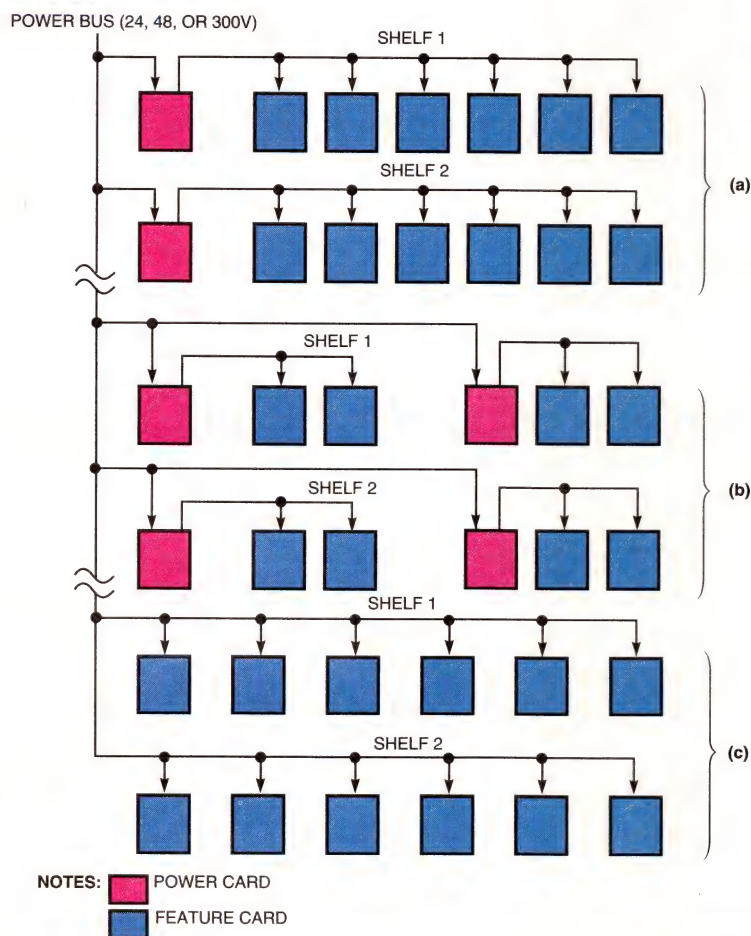 POWER BUS (24, 48, OR 300V)
SHELF 1
SHELF 2
(a)
SHELF 1
SHELF 2
(b)
SHELF 1
SHELF 2
(c)
NOTES: POWER CARD
FEATURE CARD